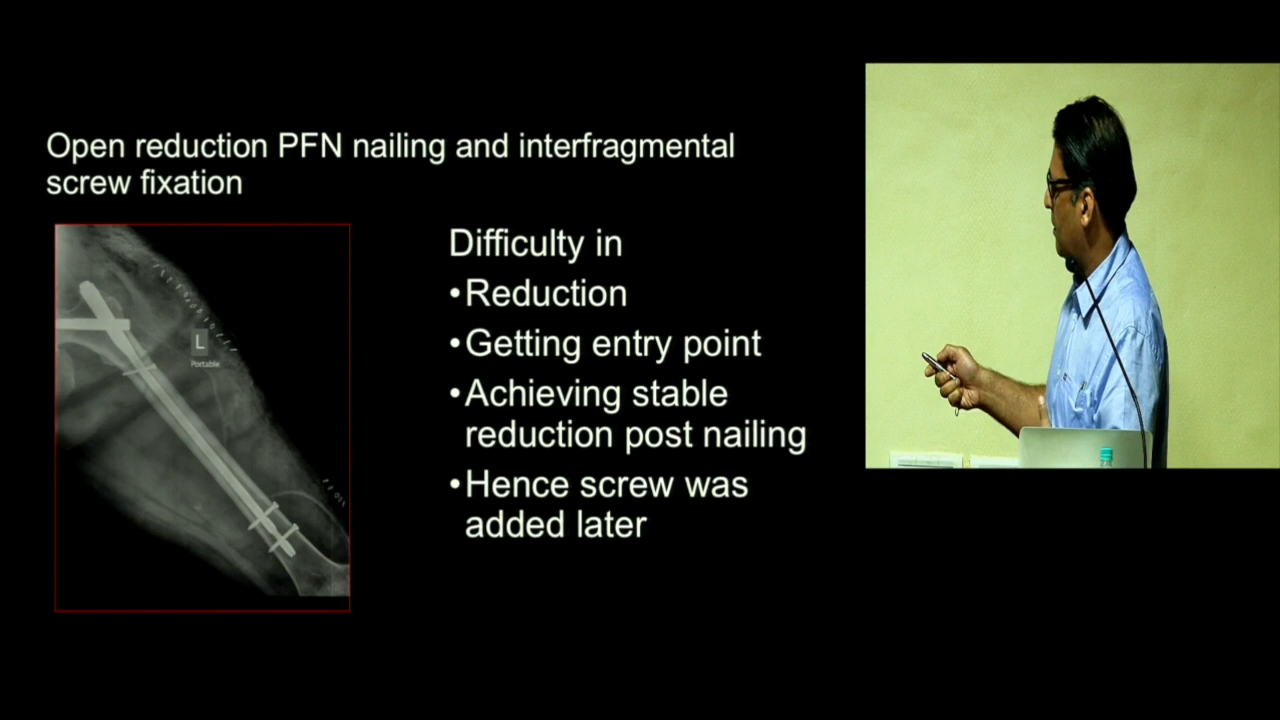 Open reduction PFN nailing and interfragmental
screw fixation
L
Portable
Difficulty in
•Reduction
•Getting entry point
•Achieving stable
reduction post nailing
•Hence screw was
added later